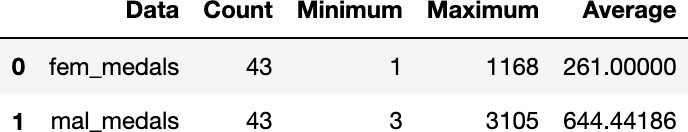 Data Count Minimum Maximum Average
0 fem_medals 43 1 1168 261.00000
1 mal_medals 43 3 3105 644.44186